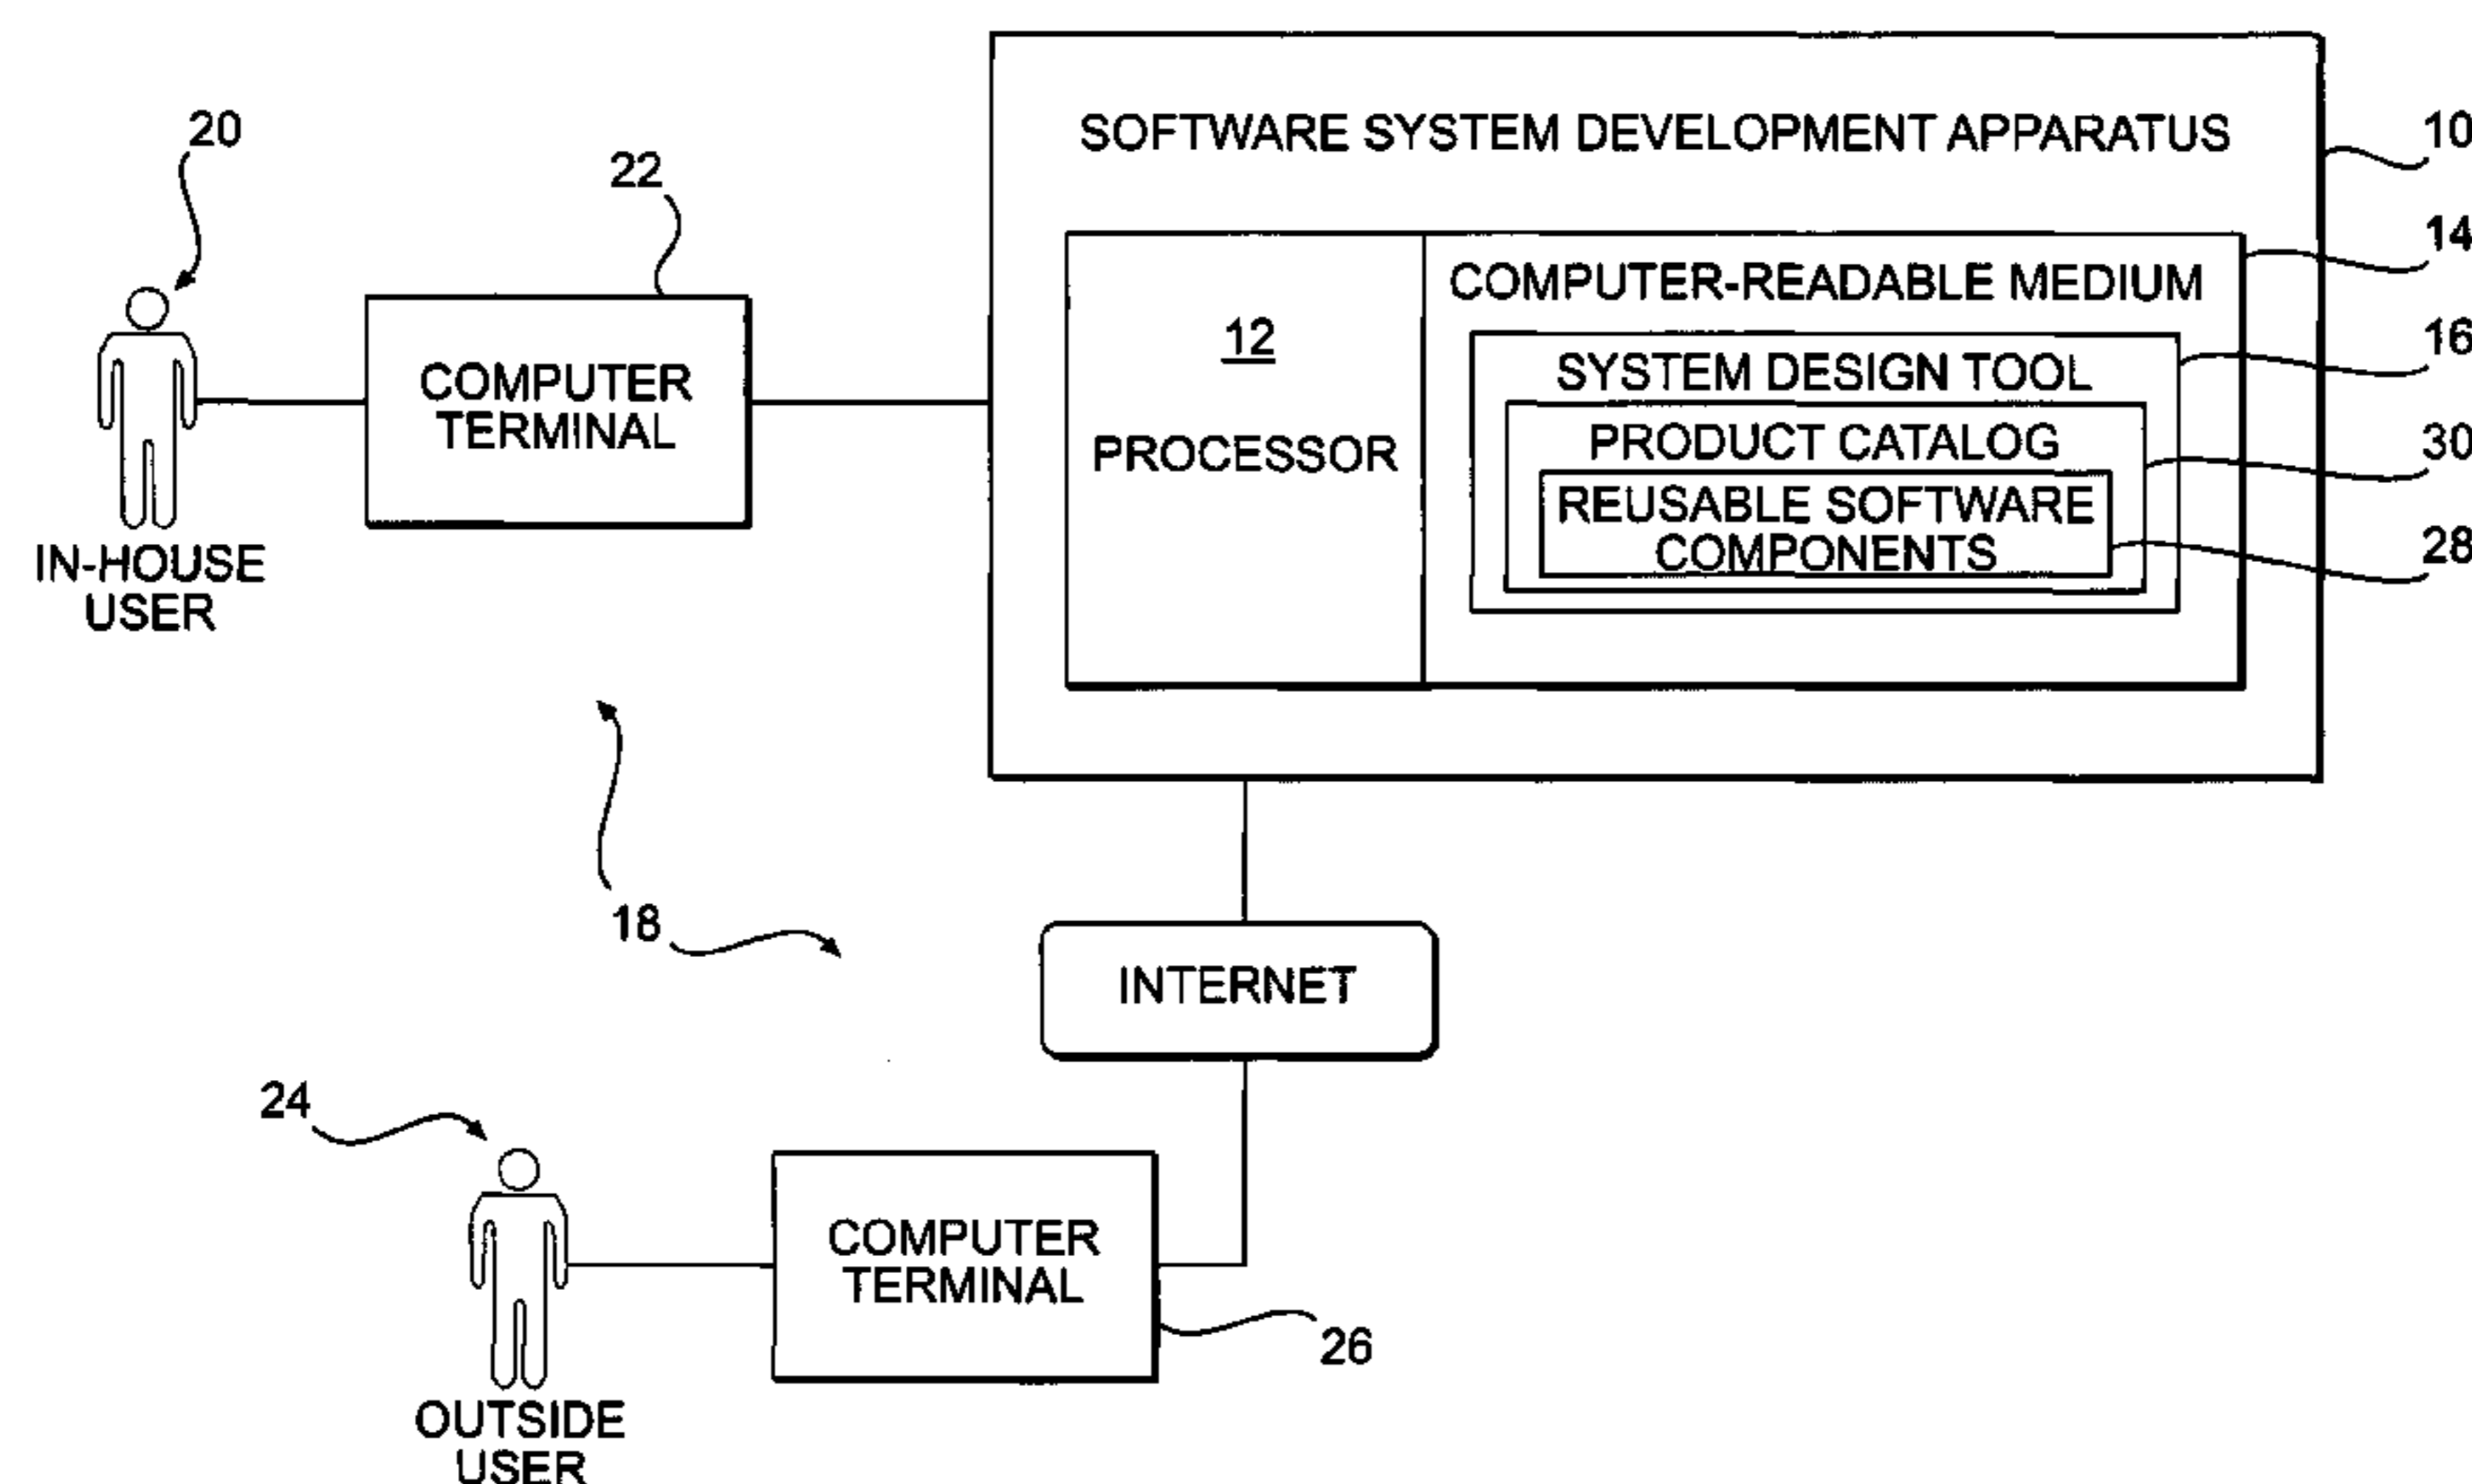 20
22
IN-HOUSE
USER
COMPUTER
TERMINAL
SOFTWARE SYSTEM DEVELOPMENT APPARATUS
12
PROCESSOR
COMPUTER-READABLE MEDIUM
SYSTEM DESIGN TOOL
PRODUCT CATALOG
REUSABLE SOFTWARE
COMPONENTS
10
14
16
30
28
18
INTERNET
24
OUTSIDE
USER
COMPUTER
TERMINAL
26